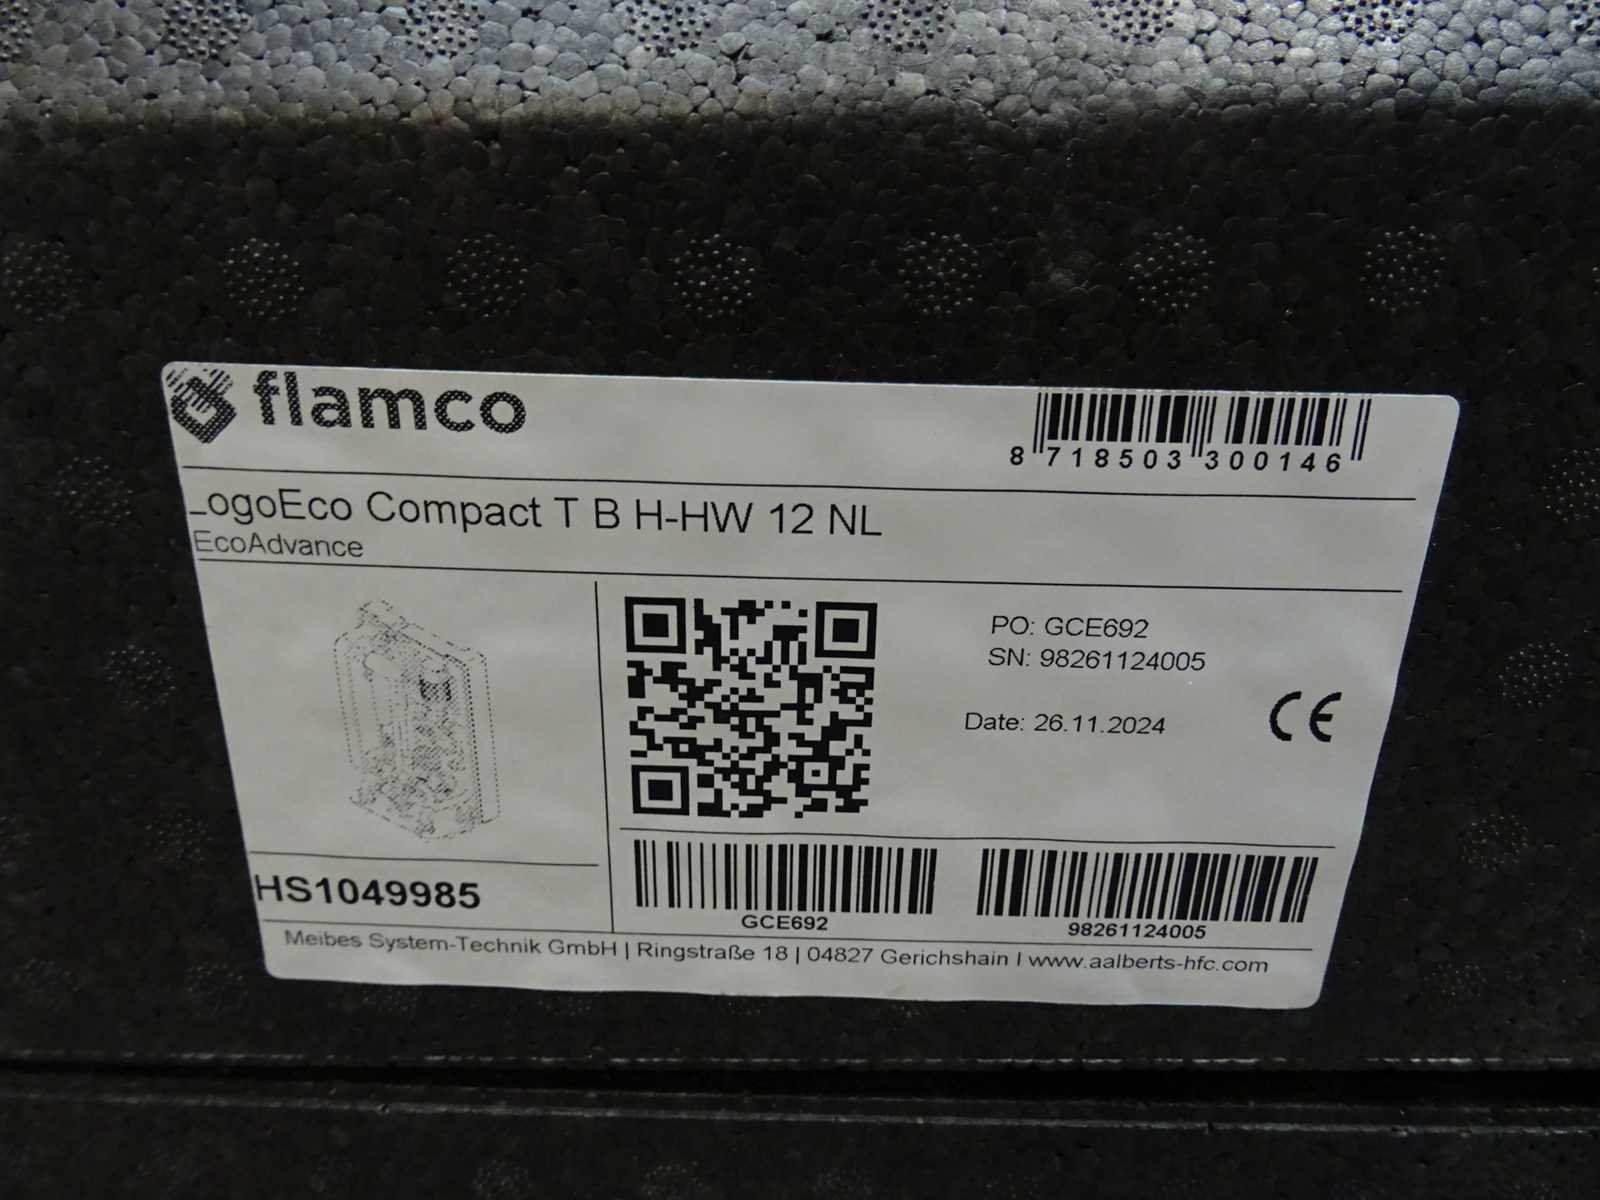 flamco
8 718503 300146
LogoEco Compact T B H-HW 12 NL
EcoAdvance
PO: GCE692
SN: 98261124005
Date: 26.11.2024
CE
HS1049985
GCE692
98261124005
Meibes System-Technik GmbH | Ringstraße 18 | 04827 Gerichshain I www.aalberts-hfc.com